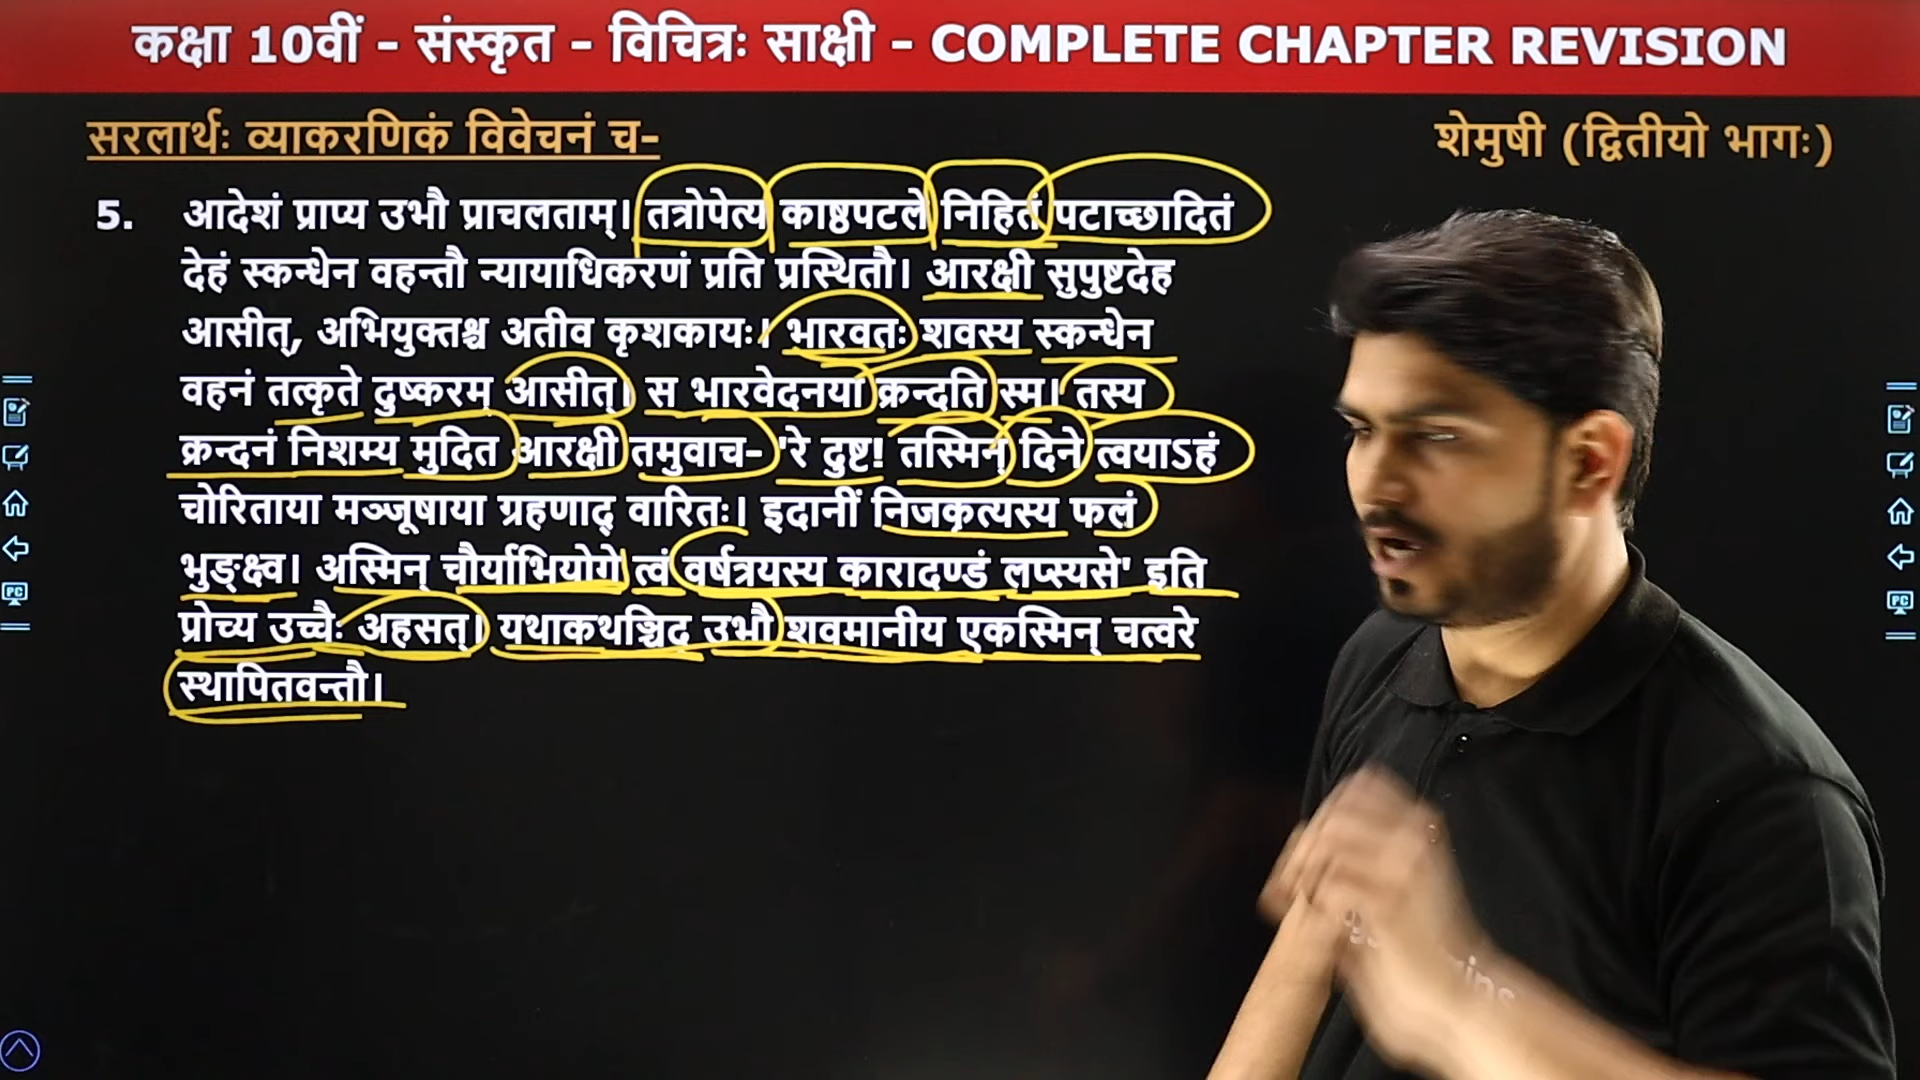 कक्षा 10वीं - संस्कृत - विचित्रः साक्षी - COMPLETE CHAPTER REVISION
सरलार्थः व्याकरणिकं विवेचनं च-
शेमुषी (द्वितीयो भागः)
5. आदेशं प्राप्य उभौ प्राचलताम्। तत्रोपेत्य काष्ठपटले निहितं पटाच्छादितं
देहं स्कन्धेन वहन्तौ न्यायाधिकरणं प्रति प्रस्थितौ। आरक्षी सुपुष्टदेह
आसीत्, अभियुक्तश्च अतीव कृशकायः। भारवतः शवस्य स्कन्धेन
वहनं तत्कृते दुष्करम् आसीत्। स भारवेदनया क्रन्दति स्म। तस्य
क्रन्दनं निशम्य मुदित आरक्षी तमुवाच- 'रे दुष्ट! तस्मिन् दिने त्वयाऽहं
चोरिताया मञ्जूषाया ग्रहणाद् वारितः। इदानीं निजकृत्यस्य फलं
भुङ्क्ष्व। अस्मिन् चौर्याभियोगे त्वं वर्षत्रयस्य कारादण्डं लप्स्यसे' इति
प्रोच्य उच्चैः अहसत्। यथाकथञ्चिद् उभौ शवमानीय एकस्मिन् चत्वरे
स्थापितवन्तौ।
PC
PC